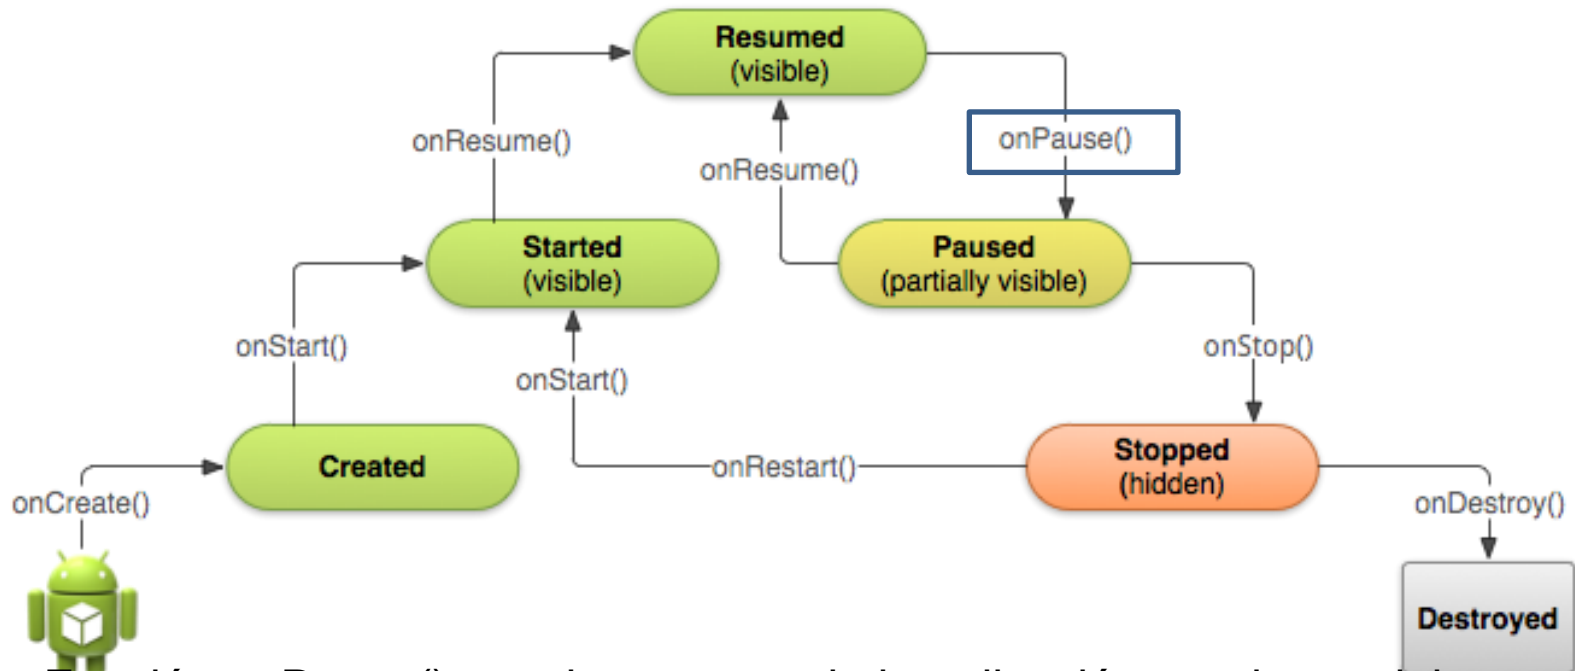 Resumed
(visible)
onResume()
onPause()
onResume()
Started
(visible)
Paused
(partially visible)
onStart()
onStop()
onStart()
Created
onRestart()
Stopped
(hidden)
onCreate()
onDestroy()
Destroyed